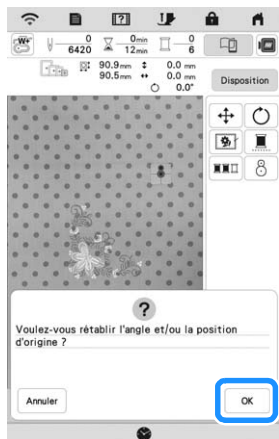 W+
0
6420
0min
12min
0
6
90.9mm
90.5mm
0.0 mm
0.0 mm
0.0°
Disposition
?
Voulez-vous rétablir l'angle et/ou la position
d'origine ?
Annuler
OK